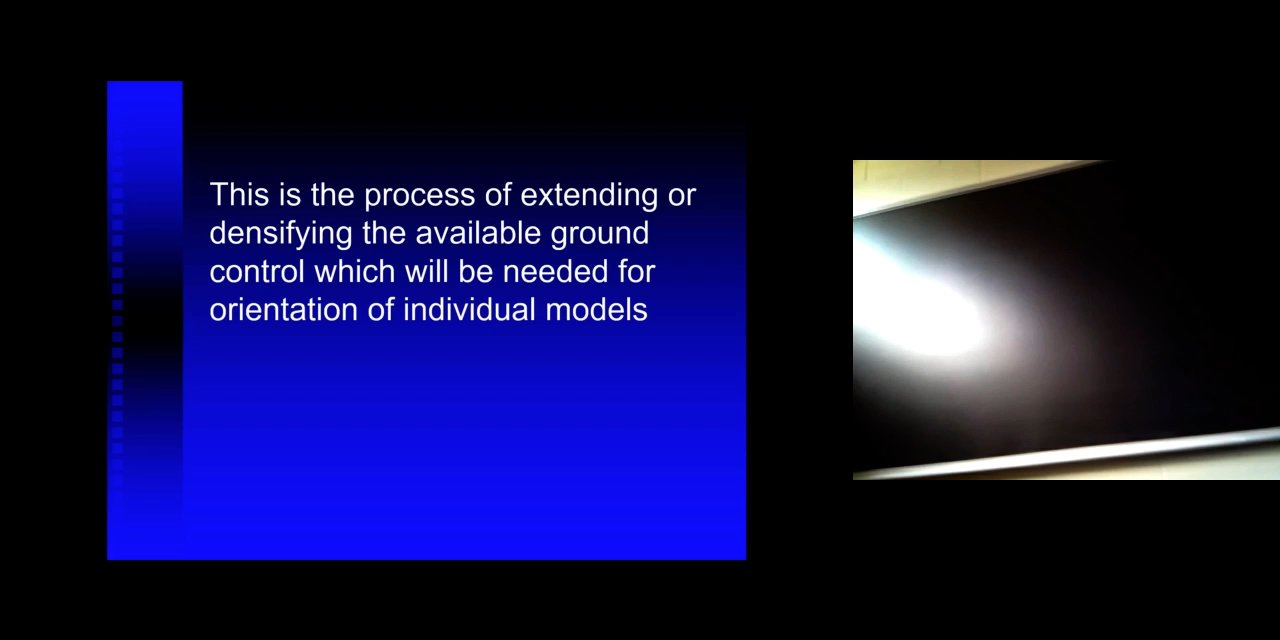 This is the process of extending or
densifying the available ground
control which will be needed for
orientation of individual models